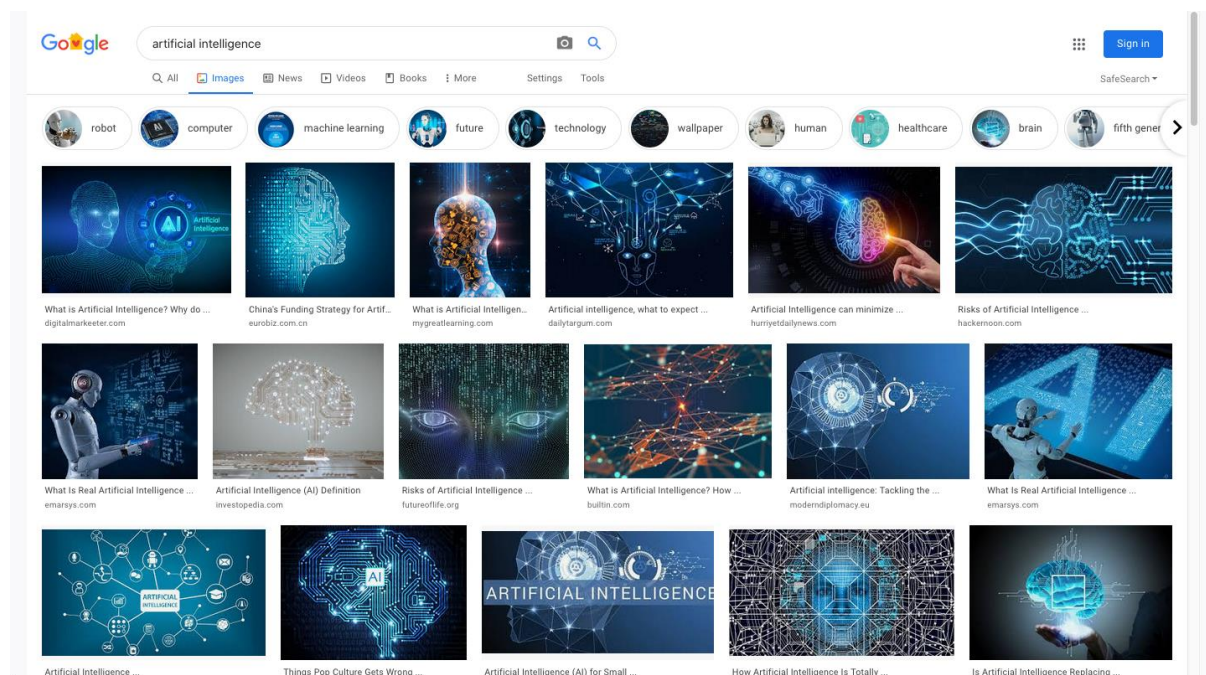 Google
artificial intelligence
Sign in
All Images News Videos Books More Settings Tools
SafeSearch
robot computer machine learning future technology wallpaper human healthcare brain fifth gener
AI Artificial Intelligence
What is Artificial Intelligence? Why do ...
digitalmarketer.com
China's Funding Strategy for Artif...
eurobiz.com.cn
What is Artificial Intelligen...
mygreatlearning.com
Artificial intelligence, what to expect ...
dailytargum.com
Artificial Intelligence can minimize ...
hurriyetdailynews.com
Risks of Artificial Intelligence ...
hackernoon.com
AI
What Is Real Artificial Intelligence ...
emarsys.com
Artificial Intelligence (AI) Definition
investopedia.com
Risks of Artificial Intelligence ...
futureoflife.org
What is Artificial Intelligence? How ...
builtin.com
Artificial intelligence: Tackling the ...
moderndiplomacy.eu
What Is Real Artificial Intelligence ...
emarsys.com
ARTIFICIAL
INTELLIGENCE
AI
ARTIFICIAL INTELLIGENCE
Artificial Intelligence ...
Things Pop Culture Gets Wrong ...
Artificial Intelligence (AI) for Small ...
How Artificial Intelligence Is Totally ...
Is Artificial Intelligence Replacing ...